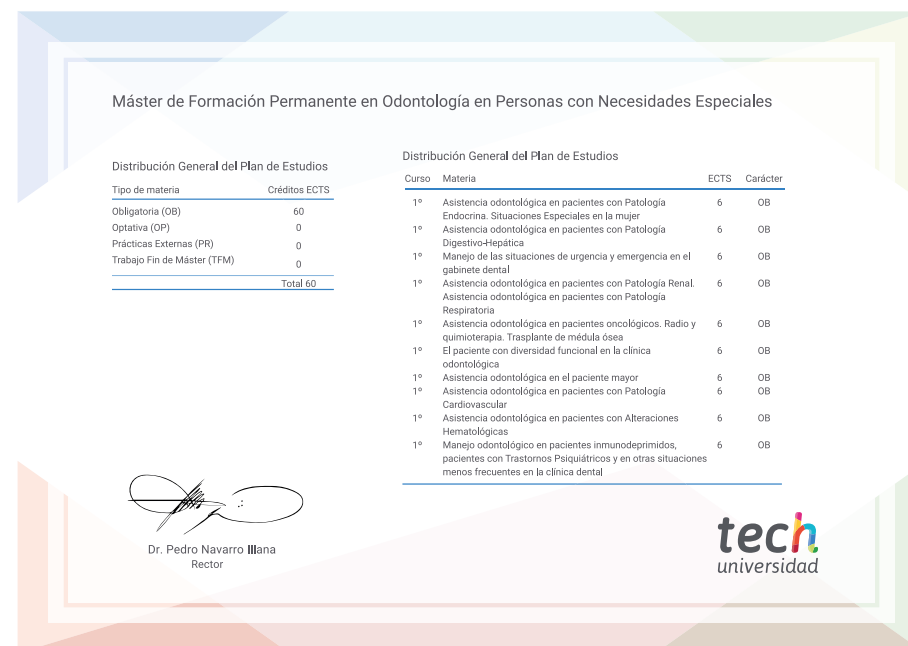 Máster de Formación Permanente en Odontología en Personas con Necesidades Especiales
Distribución General del Plan de Estudios
Tipo de materia Créditos ECTS
Obligatoria (OB) 60
Optativa (OP) 0
Prácticas Externas (PR) 0
Trabajo Fin de Máster (TFM) 0
Total 60
Distribución General del Plan de Estudios
Curso Materia ECTS Carácter
1º Asistencia odontológica en pacientes con Patología 6 OB
Endocrina. Situaciones Especiales en la mujer
1º Asistencia odontológica en pacientes con Patología 6 OB
Digestivo-Hepática
1º Manejo de las situaciones de urgencia y emergencia en el 6 OB
gabinete dental
1º Asistencia odontológica en pacientes con Patología Renal. 6 OB
Asistencia odontológica en pacientes con Patología
Respiratoria
1º Asistencia odontológica en pacientes oncológicos. Radio y 6 OB
quimioterapia. Trasplante de médula ósea
1º El paciente con diversidad funcional en la clínica 6 OB
odontológica
1º Asistencia odontológica en el paciente mayor 6 OB
1º Asistencia odontológica en pacientes con Patología 6 OB
Cardiovascular
1º Asistencia odontológica en pacientes con Alteraciones 6 OB
Hematológicas
1º Manejo odontológico en pacientes inmunodeprimidos, 6 OB
pacientes con Trastornos Psiquiátricos y en otras situaciones
menos frecuentes en la clínica dental
Dr. Pedro Navarro Illana
Rector
tech
universidad